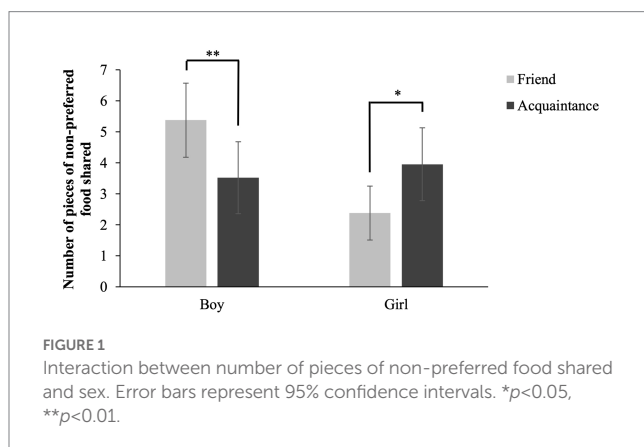 Number of pieces of non-preferred
food shared
7
6
5
4
3
2
1
0
**
*
Friend
Acquaintance
Boy
Girl
FIGURE 1
Interaction between number of pieces of non-preferred food shared
and sex. Error bars represent 95% confidence intervals. *p<0.05,
**p<0.01.